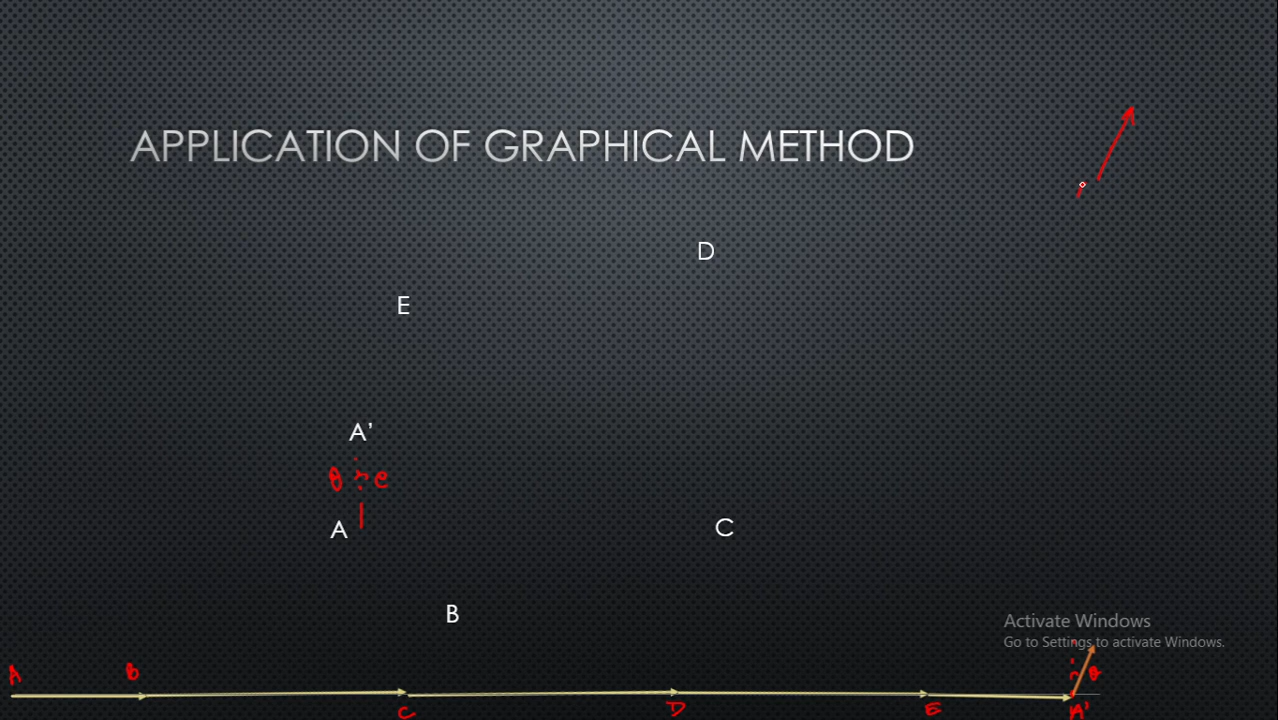 APPLICATION OF GRAPHICAL METHOD
D
E
A'
θ e
A
C
B
Activate Windows
Go to Settings to activate Windows.
A B θ
C D E A'